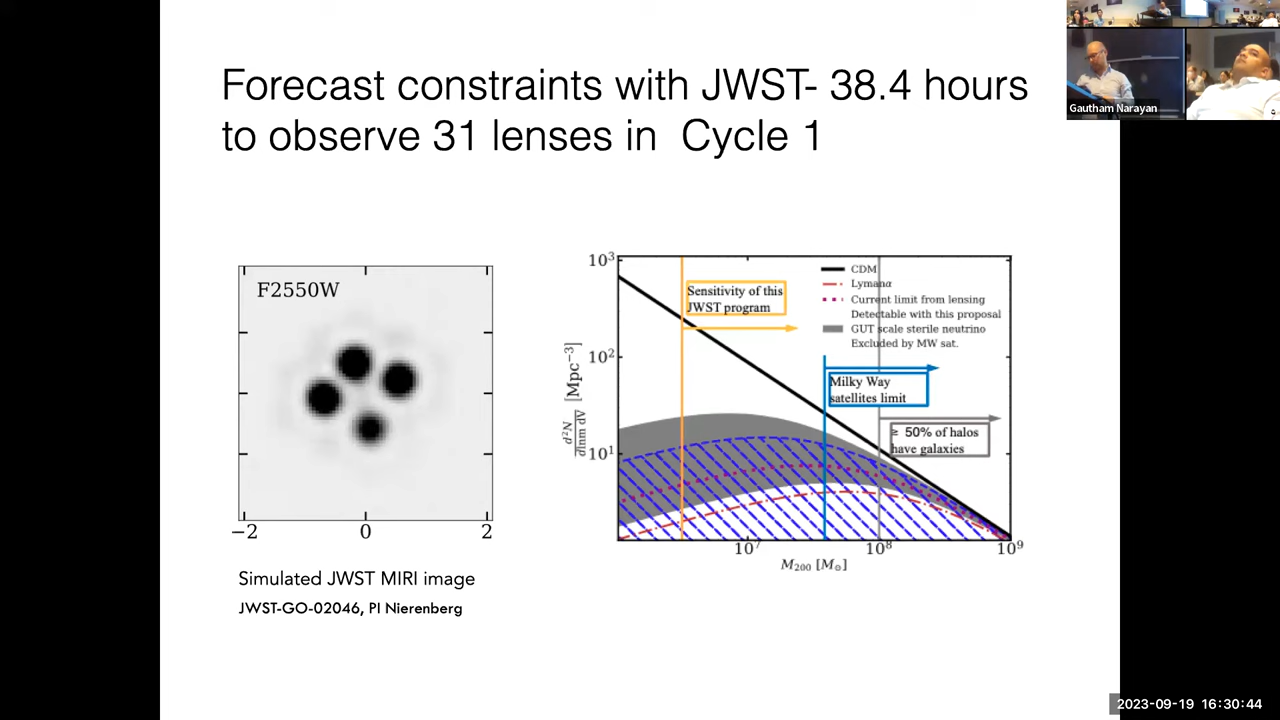 Forecast constraints with JWST- 38.4 hours
to observe 31 lenses in Cycle 1
Gautham Narayan
F2550W
−2
0
2
Simulated JWST MIRI image
JWST-GO-02046, PI Nierenberg
10³
10²
10¹
d²N
dlnm dV
[Mpc⁻³]
Sensitivity of this
JWST program
CDM
Lymanα
Current limit from lensing
Detectable with this proposal
GUT scale sterile neutrino
Excluded by MW sat.
Milky Way
satellites limit
≥ 50% of halos
have galaxies
10⁷
10⁸
10⁹
M₂₀₀ [M⊙]
2023-09-19 16:30:44